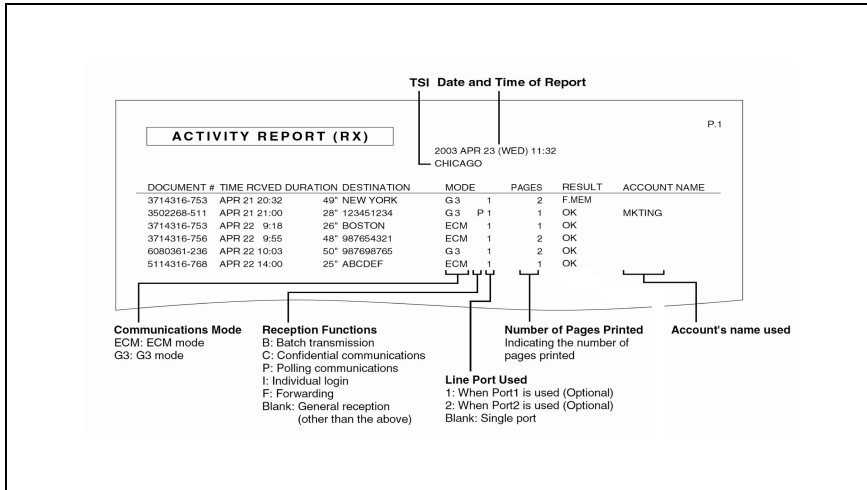 TSI Date and Time of Report
P.1
ACTIVITY REPORT (RX)
2003 APR 23 (WED) 11:32
CHICAGO
DOCUMENT # TIME RCVED DURATION DESTINATION MODE PAGES RESULT ACCOUNT NAME
3714316-753 APR 21 20:32 49" NEW YORK G3 1 2 F.MEM
3502268-511 APR 21 21:00 28" 123451234 G3 P 1 1 OK MKTING
3714316-753 APR 22 9:18 26" BOSTON ECM 1 1 OK
3714316-756 APR 22 9:55 48" 987654321 ECM 1 2 OK
6080361-236 APR 22 10:03 50" 987698765 G3 1 2 OK
5114316-768 APR 22 14:00 25" ABCDEF ECM 1 1 OK
Communications Mode
ECM: ECM mode
G3: G3 mode
Reception Functions
B: Batch transmission
C: Confidential communications
P: Polling communications
I: Individual login
F: Forwarding
Blank: General reception
(other than the above)
Line Port Used
1: When Port1 is used (Optional)
2: When Port2 is used (Optional)
Blank: Single port
Number of Pages Printed
Indicating the number of
pages printed
Account's name used